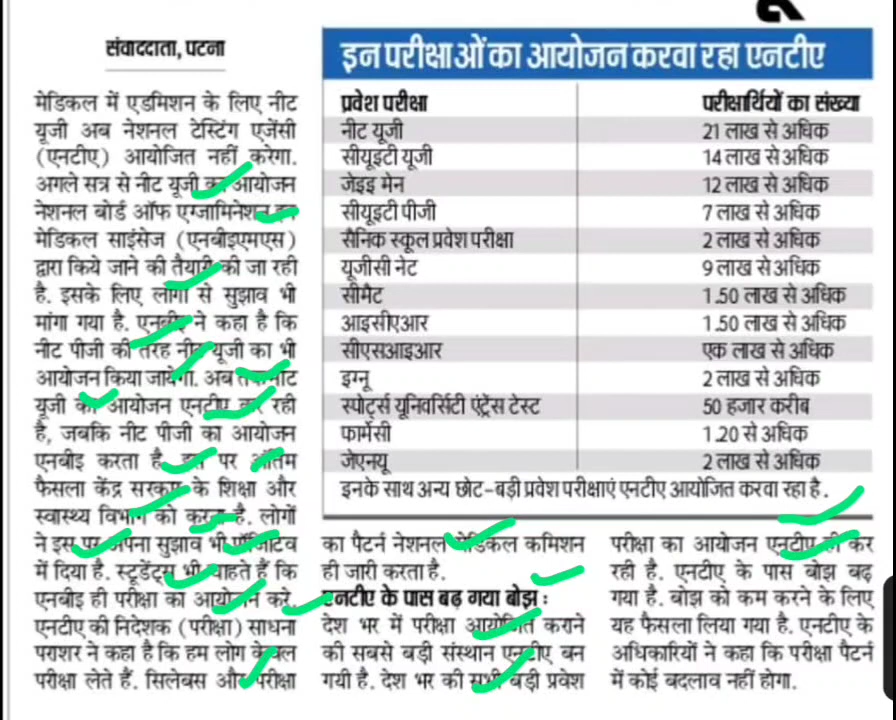 संवाददाता, पटना
मेडिकल में एडमिशन के लिए नीट
यूजी अब नेशनल टेस्टिंग एजेंसी
(एनटीए) आयोजित नहीं करेगा.
अगले सत्र से नीट यूजी का आयोजन
नेशनल बोर्ड ऑफ एग्जामिनेशन इन
मेडिकल साइंसेज (एनबीइएमएस)
द्वारा किये जाने की तैयारी की जा रही
है. इसके लिए लोगों से सुझाव भी
मांगा गया है. एनबीइ ने कहा है कि
नीट पीजी की तरह नीट यूजी का भी
आयोजन किया जायेगा. अब तक नीट
यूजी का आयोजन एनटीए कर रही
है, जबकि नीट पीजी का आयोजन
एनबीइ करता है. इस पर अंतिम
फैसला केंद्र सरकार के शिक्षा और
स्वास्थ्य विभाग को करना है. लोगों
ने इस पर अपना सुझाव भी पॉजिटिव
में दिया है. स्टूडेंट्स भी चाहते हैं कि
एनबीइ ही परीक्षा का आयोजन करे.
एनटीए की निदेशक (परीक्षा) साधना
पराशर ने कहा है कि हम लोग केवल
परीक्षा लेते हैं. सिलेबस और परीक्षा
इन परीक्षाओं का आयोजन करवा रहा एनटीए
प्रवेश परीक्षा परीक्षार्थियों का संख्या
नीट यूजी 21 लाख से अधिक
सीयूइटी यूजी 14 लाख से अधिक
जेइइ मेन 12 लाख से अधिक
सीयूइटी पीजी 7 लाख से अधिक
सैनिक स्कूल प्रवेश परीक्षा 2 लाख से अधिक
यूजीसी नेट 9 लाख से अधिक
सीमैट 1.50 लाख से अधिक
आइसीएआर 1.50 लाख से अधिक
सीएसआइआर एक लाख से अधिक
इग्नू 2 लाख से अधिक
स्पोर्ट्स यूनिवर्सिटी एंट्रेंस टेस्ट 50 हजार करीब
फार्मेसी 1.20 से अधिक
जेएनयू 2 लाख से अधिक
इनके साथ अन्य छोट-बड़ी प्रवेश परीक्षाएं एनटीए आयोजित करवा रहा है.
का पैटर्न नेशनल मेडिकल कमिशन
ही जारी करता है.
एनटीए के पास बढ़ गया बोझ :
देश भर में परीक्षा आयोजित कराने
की सबसे बड़ी संस्थान एनटीए बन
गयी है. देश भर की सभी बड़ी प्रवेश
परीक्षा का आयोजन एनटीए ही कर
रही है. एनटीए के पास बोझ बढ़
गया है. बोझ को कम करने के लिए
यह फैसला लिया गया है. एनटीए के
अधिकारियों ने कहा कि परीक्षा पैटर्न
में कोई बदलाव नहीं होगा.